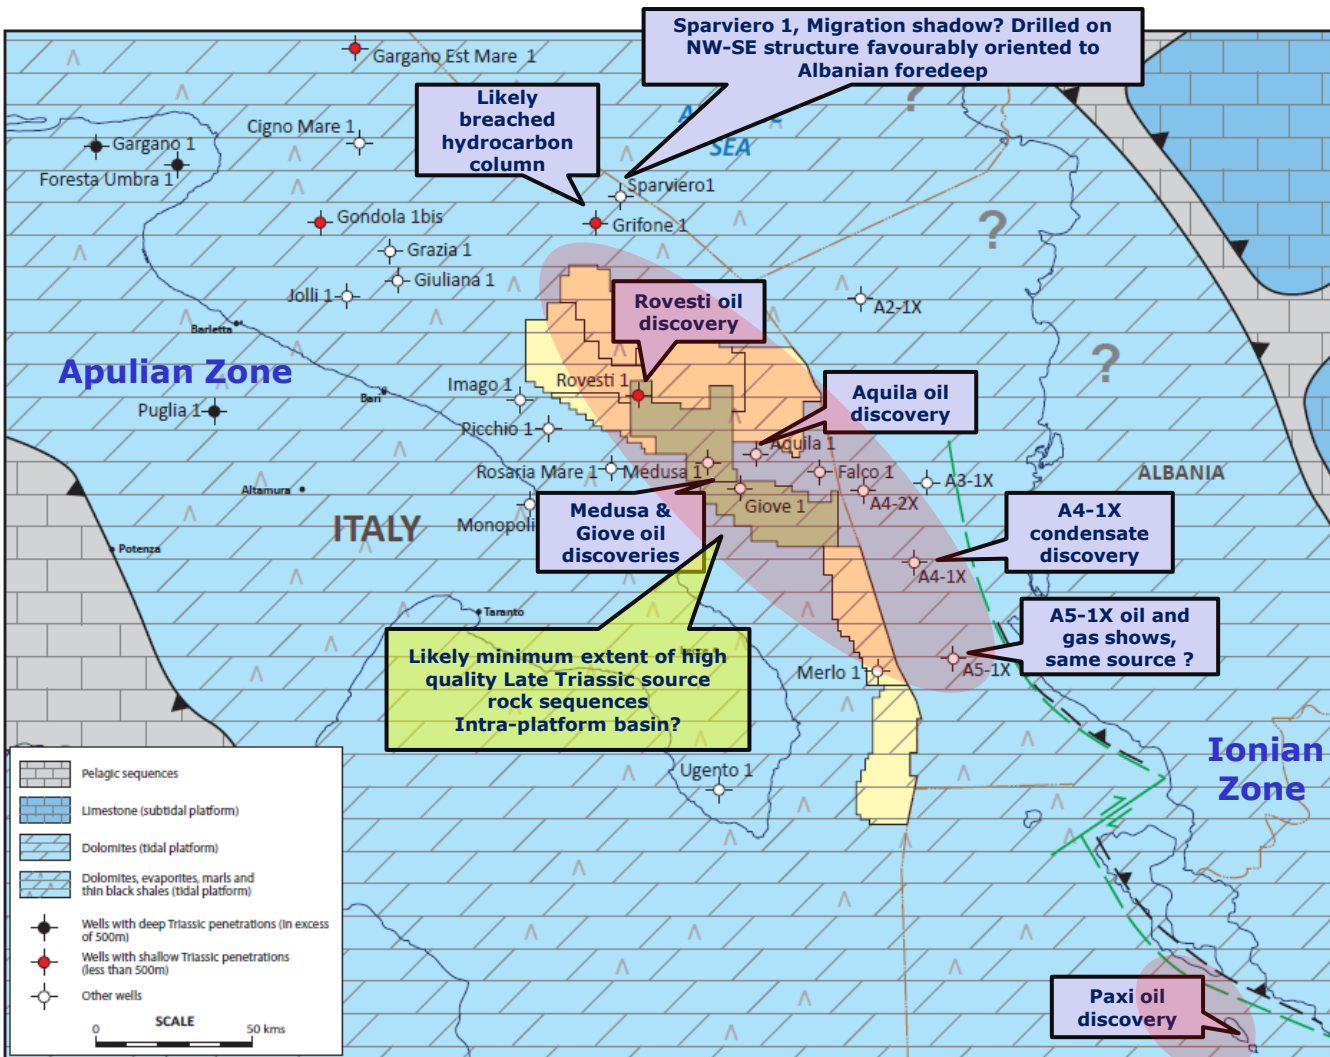 Sparviero 1, Migration shadow? Drilled on
NW-SE structure favourably oriented to
Albanian foredeep
Gargano Est Mare 1
Likely
breached
hydrocarbon
column
?
SEA
Cigno Mare 1
Gargano 1
Foresta Umbra 1
Sparviero1
Gondola 1bis
Grifone 1
?
Grazia 1
Giuliana 1
Jolli 1
Rovesti oil
discovery
A2-1X
Barletta
?
Apulian Zone
Rovesti 1
Imago 1
Bari
Aquila oil
discovery
Puglia 1
Picchio 1
Aquila 1
Rosaria Mare 1
Medusa 1
Falco 1
A3-1X
ALBANIA
Altamura
A4-2X
Giove 1
Monopoli
ITALY
Medusa &
Giove oil
discoveries
A4-1X
condensate
discovery
Potenza
A4-1X
Taranto
A5-1X oil and
gas shows,
same source ?
Likely minimum extent of high
quality Late Triassic source
rock sequences
Intra-platform basin?
Merlo 1
A5-1X
Ionian
Zone
Ugento 1
Pelagic sequences
Limestone (subtidal platform)
Dolomites (tidal platform)
Dolomites, evaporites, marls and
thin black shales (tidal platform)
Wells with deep Triassic penetrations (in excess
of 500m)
Wells with shallow Triassic penetrations
(less than 500m)
Other wells
SCALE
0 50 kms
Paxi oil
discovery